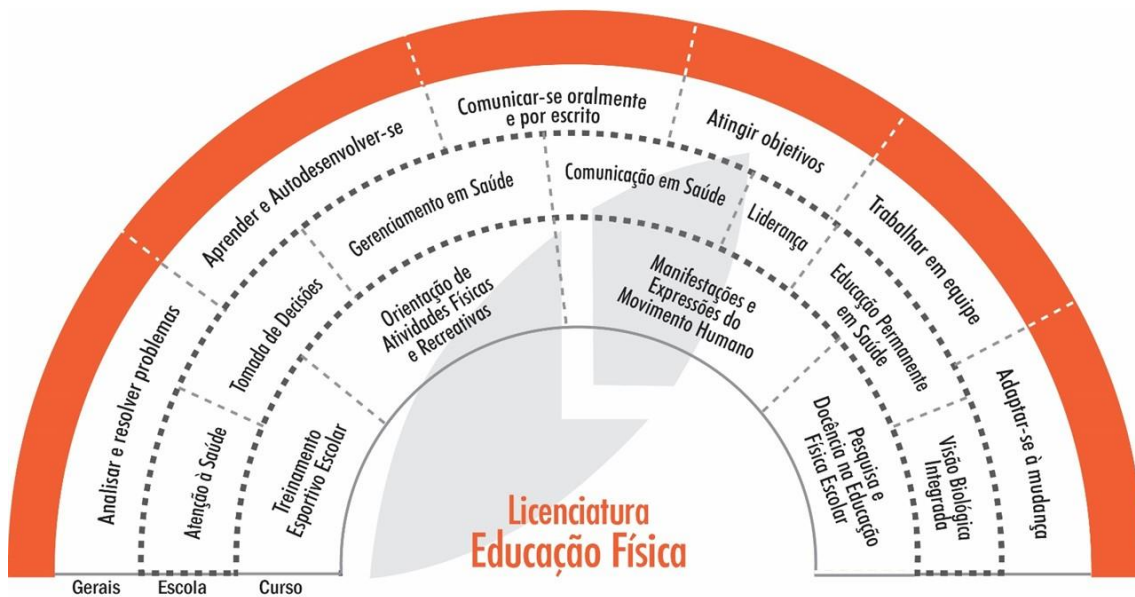 Analisar e resolver problemas
Aprender e Autodesenvolver-se
Comunicar-se oralmente
e por escrito
Atingir objetivos
Trabalhar em equipe
Adaptar-se à mudança
Atenção à Saúde
Tomada de Decisões
Gerenciamento em Saúde
Comunicação em Saúde
Liderança
Educação Permanente
em Saúde
Visão Biológica
Integrada
Treinamento
Esportivo Escolar
Orientação de
Atividades Físicas
e Recreativas
Manifestações e
Expressões do
Movimento Humano
Pesquisa e
Docência na Educação
Física Escolar
Licenciatura
Educação Física
Gerais
Escola
Curso